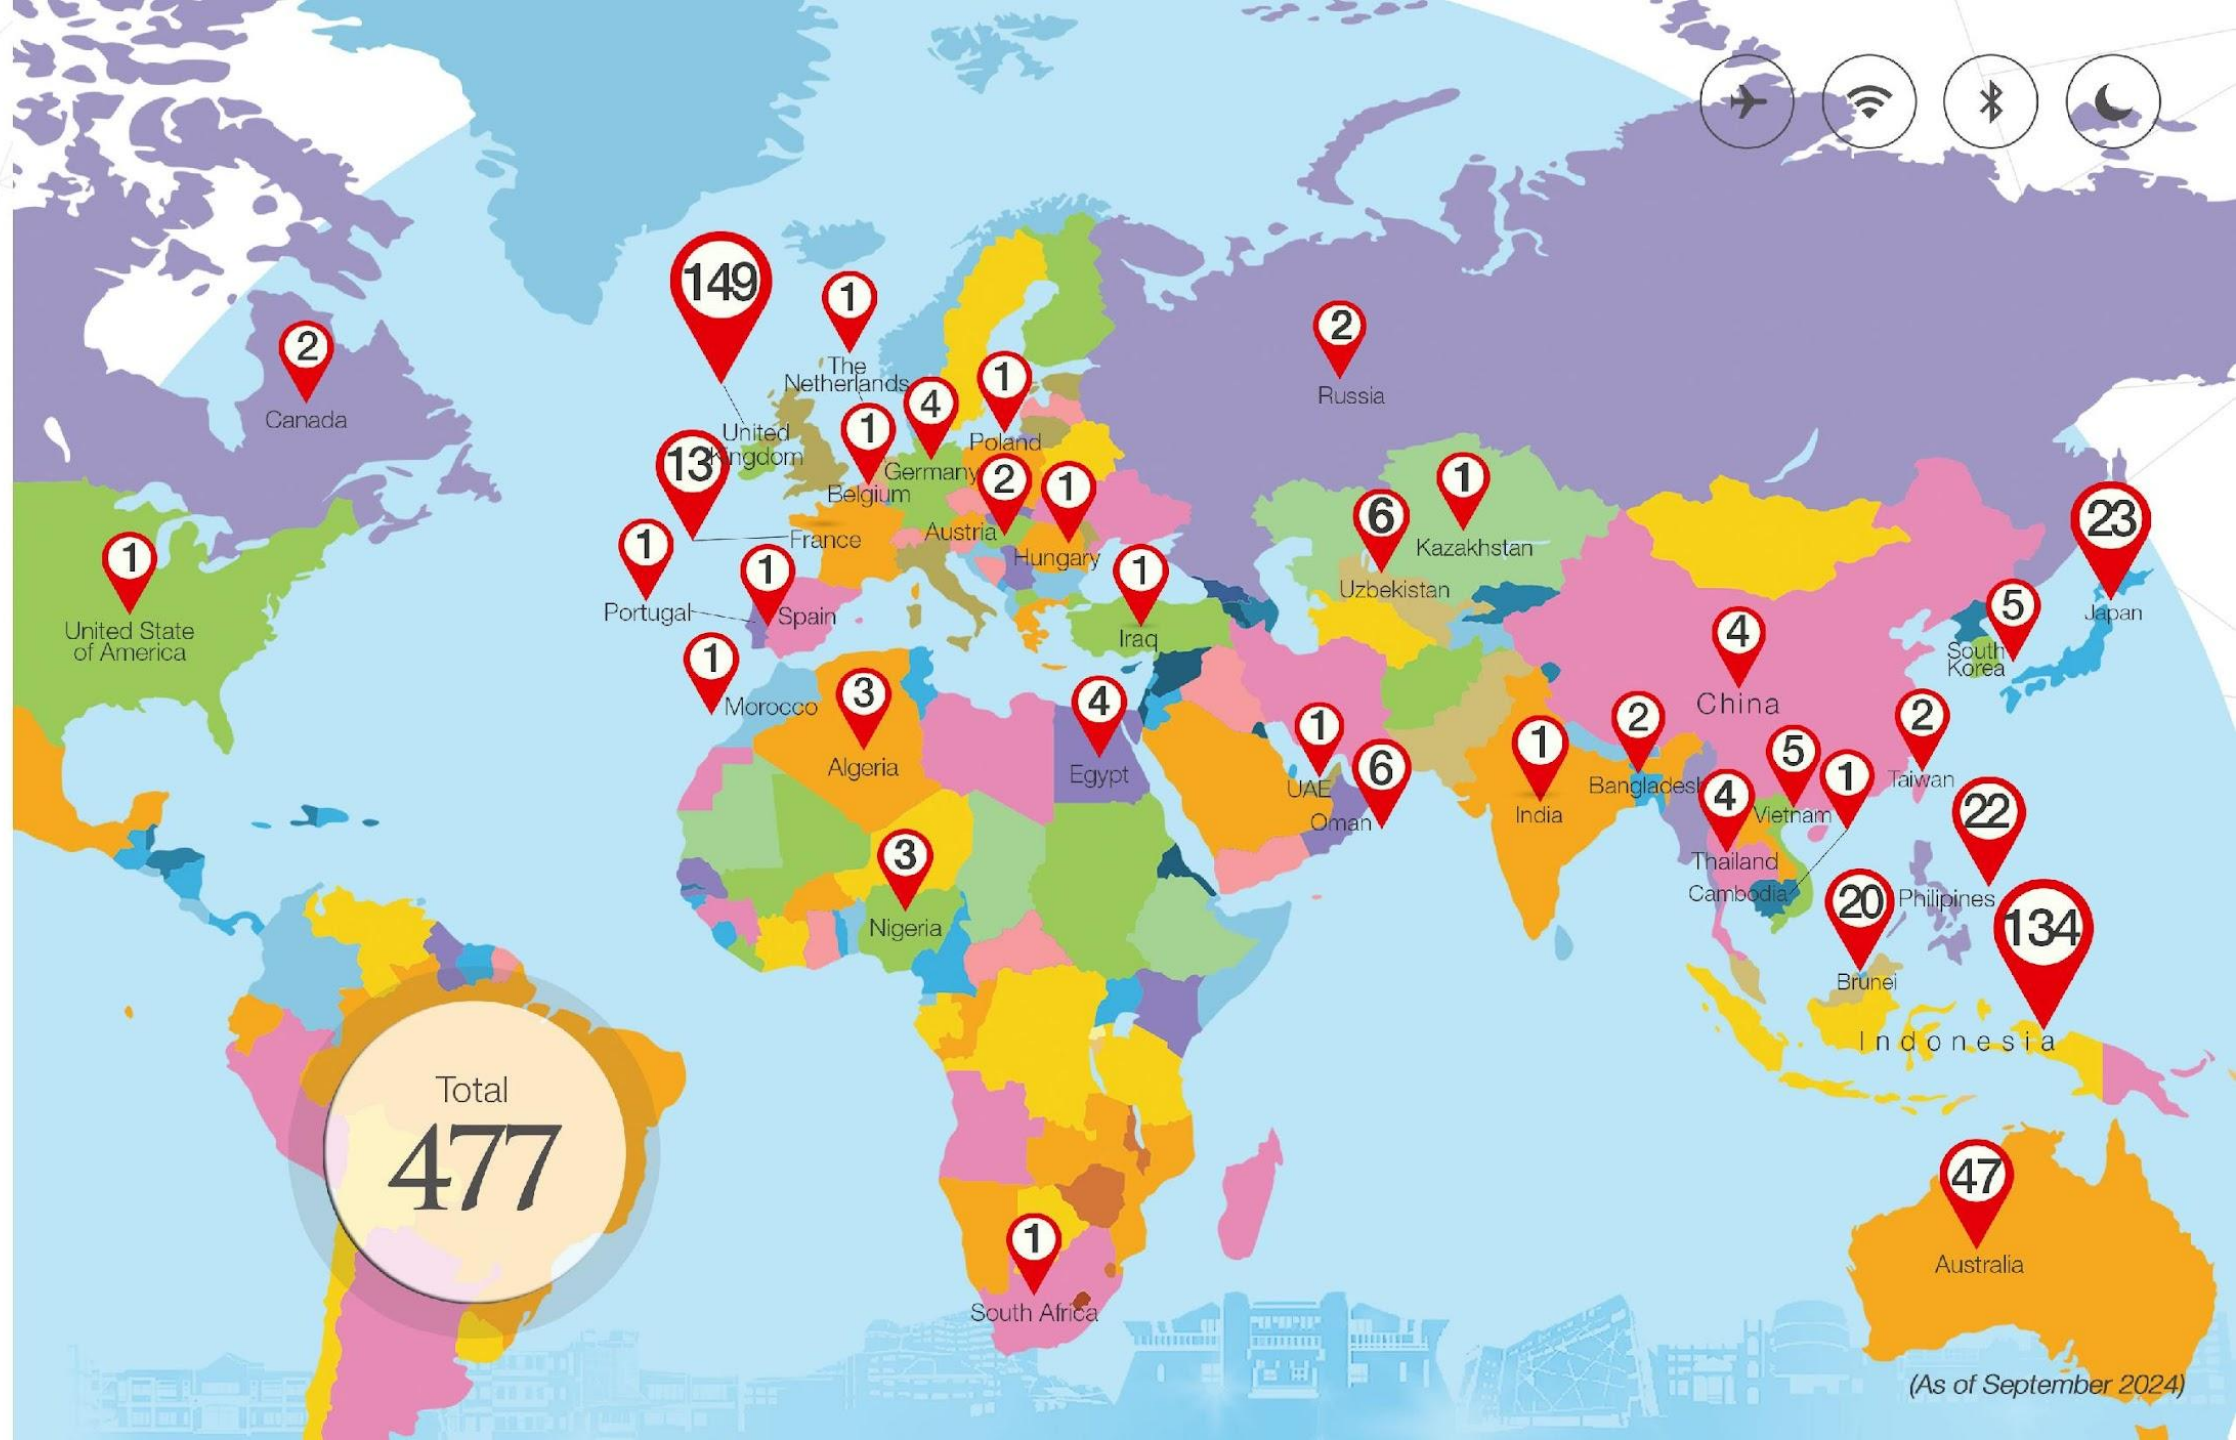 149
1
The
Netherlands
2
Canada
2
Russia
1
Poland
4
Germany
1
Belgium
United
Kingdom
13
France
2
Austria
1
Hungary
1
Kazakhstan
6
Uzbekistan
23
Japan
1
United State
of America
1
Portugal
1
Spain
1
Iraq
5
South
Korea
4
China
1
Morocco
3
Algeria
4
Egypt
1
UAE
6
Oman
1
India
2
Bangladesh
2
Taiwan
5
Vietnam
1
4
Thailand
Cambodia
22
Philipines
3
Nigeria
20
Brunei
134
Indonesia
Total
477
47
Australia
1
South Africa
(As of September 2024)